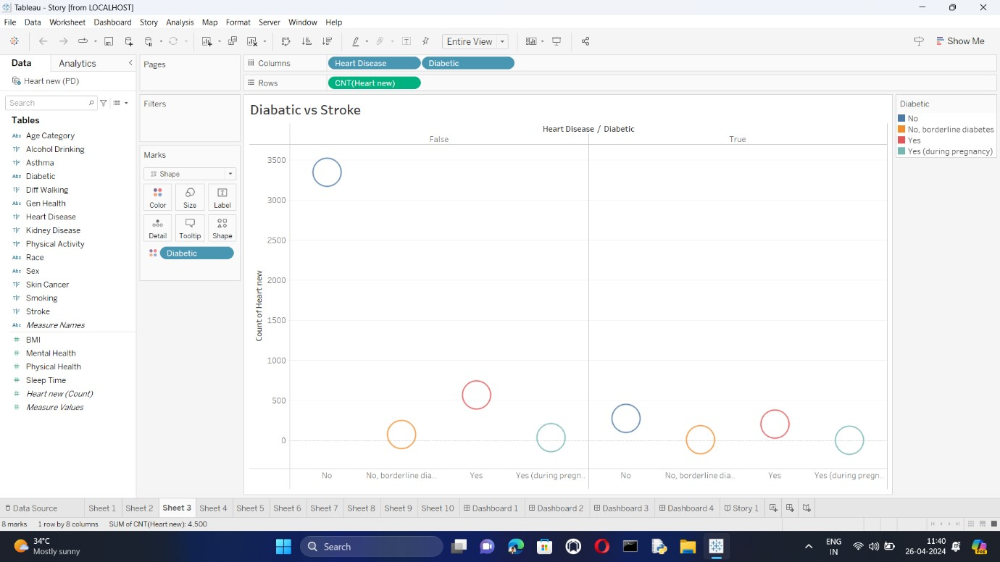 Tableau - Story [from LOCALHOST]
File Data Worksheet Dashboard Story Analysis Map Format Server Window Help
Entire View
Show Me
Data Analytics
Heart new (PD)
Search
Tables
Abc Age Category
T|F Alcohol Drinking
T|F Asthma
Abc Diabetic
T|F Diff Walking
Abc Gen Health
T|F Heart Disease
T|F Kidney Disease
T|F Physical Activity
Abc Race
Abc Sex
T|F Skin Cancer
T|F Smoking
T|F Stroke
Abc Measure Names
# BMI
# Mental Health
# Physical Health
# Sleep Time
# Heart new (Count)
# Measure Values
Pages
Filters
Marks
Shape
Color Size Label
Detail Tooltip Shape
Diabetic
Columns Heart Disease Diabetic
Rows CNT(Heart new)
Diabatic vs Stroke
Heart Disease / Diabetic
False True
3500
3000
2500
2000
1500
1000
500
0
Count of Heart new
No No, borderline dia.. Yes Yes (during pregn.. No No, borderline dia.. Yes Yes (during pregn..
Diabetic
No
No, borderline diabetes
Yes
Yes (during pregnancy)
Data Source Sheet 1 Sheet 2 Sheet 3 Sheet 4 Sheet 5 Sheet 6 Sheet 7 Sheet 8 Sheet 9 Sheet 10 Dashboard 1 Dashboard 2 Dashboard 3 Dashboard 4 Story 1
8 marks 1 row by 8 columns SUM of CNT(Heart new): 4,500
34°C
Mostly sunny
Search
ENG
IN
11:40
26-04-2024
PRE